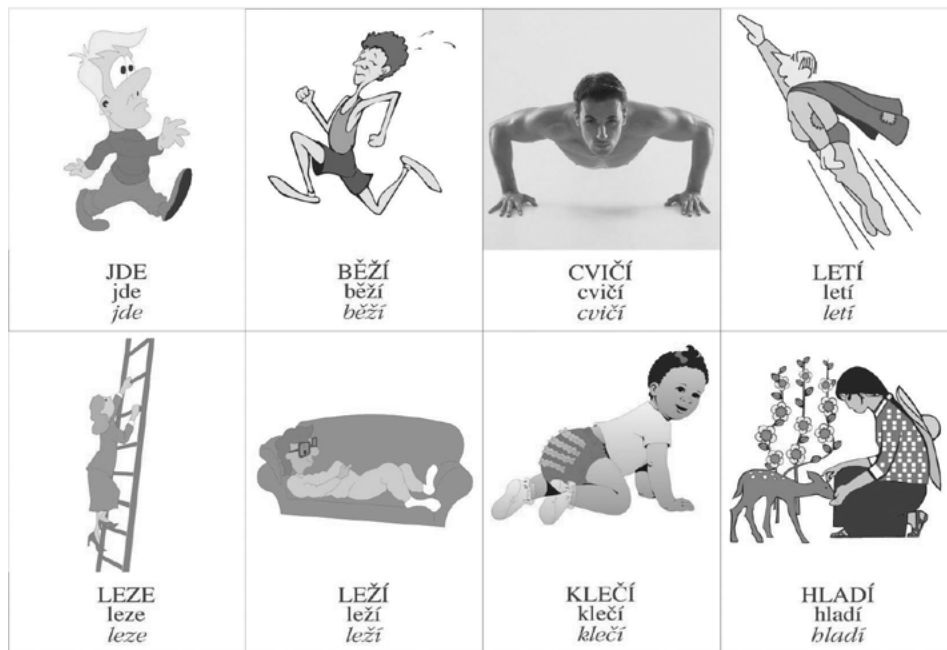 JDE
jde
jde
BĚŽÍ
běží
běží
CVIČÍ
cvičí
cvičí
LETÍ
letí
letí
LEZE
leze
leze
LEŽÍ
leží
leží
KLEČÍ
klečí
klečí
HLADÍ
hladí
hladí